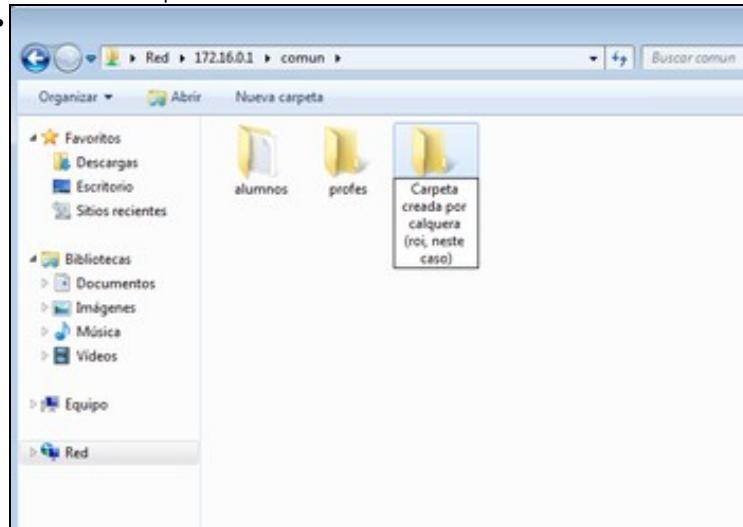 Red ▸ 172.16.0.1 ▸ comun ▸
Buscar comun
Organizar ▾ Abrir Nueva carpeta
Favoritos
Descargas
Escritorio
Sitios recientes
Bibliotecas
Documentos
Imágenes
Música
Vídeos
Equipo
Red
alumnos
profes
Carpeta
creada por
calquera
(roi, neste
caso)